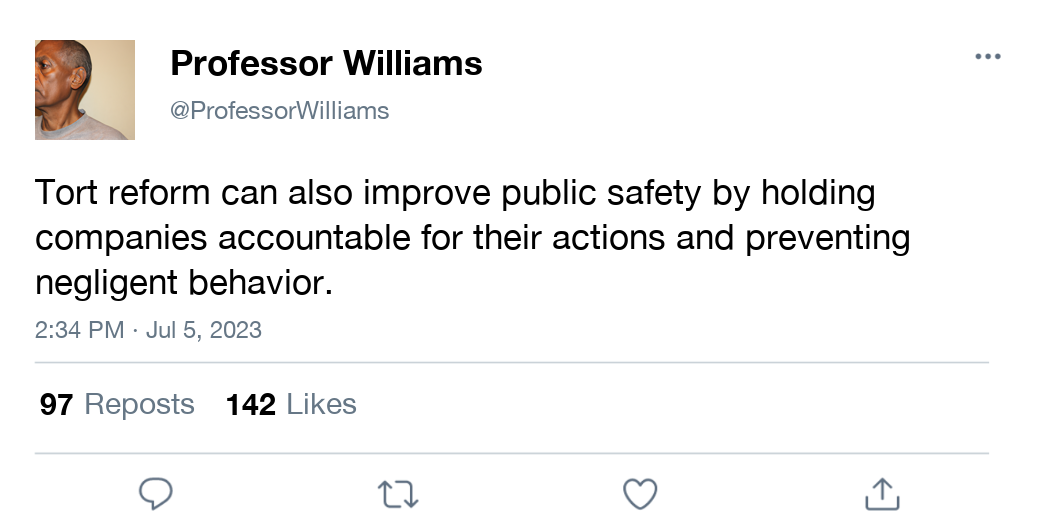 Professor Williams
@ProfessorWilliams
Tort reform can also improve public safety by holding
companies accountable for their actions and preventing
negligent behavior.
2:34 PM · Jul 5, 2023
97 Reposts 142 Likes